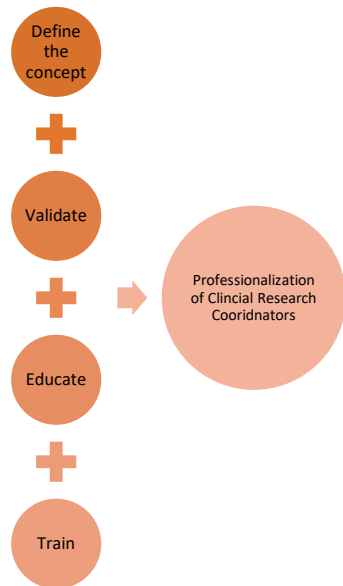 Define
the
concept
Validate
Professionalization
of Clincial Research
Cooridnators
Educate
Train